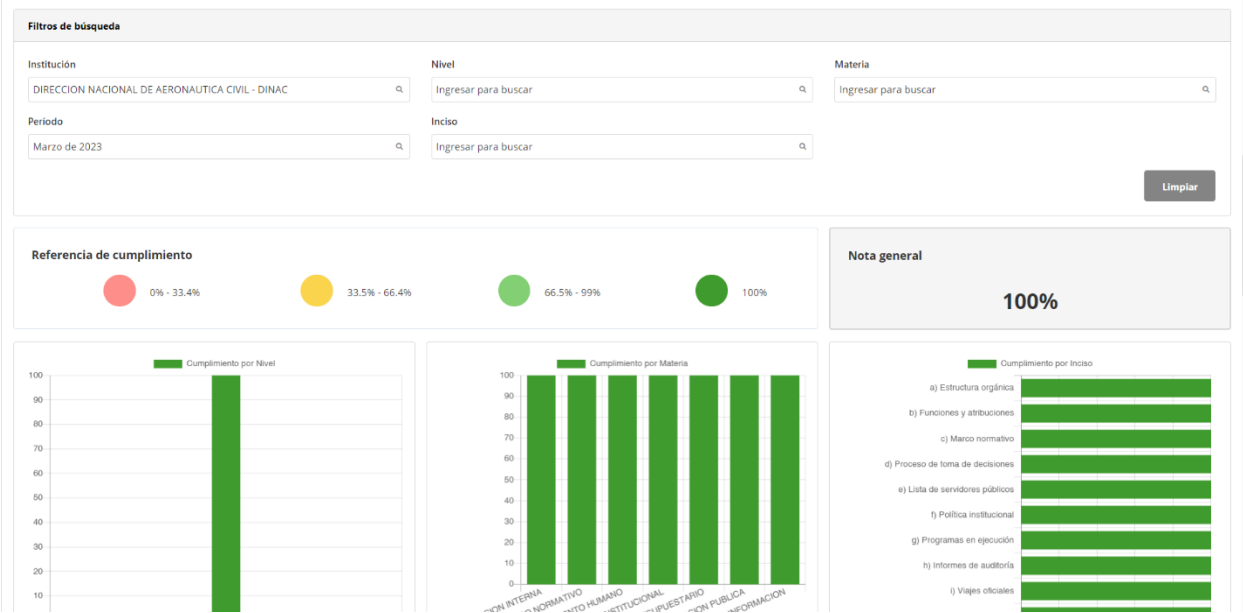 Filtros de búsqueda
Institución Nivel Materia
DIRECCION NACIONAL DE AERONAUTICA CIVIL - DINAC Ingresar para buscar Ingresar para buscar
Periodo Inciso
Marzo de 2023 Ingresar para buscar
Limpiar
Referencia de cumplimiento
0% - 33.4% 33.5% - 66.4% 66.5% - 99% 100%
Nota general
100%
Cumplimiento por Nivel
100
90
80
70
60
50
40
30
20
10
Cumplimiento por Materia
100
90
80
70
60
50
40
30
20
10
0
INTERNA
NORMATIVO
HUMANO
PUBLICA
Cumplimiento por Inciso
a) Estructura orgánica
b) Funciones y atribuciones
c) Marco normativo
d) Proceso de toma de decisiones
e) Lista de servidores públicos
f) Política institucional
g) Programas en ejecución
h) Informes de auditoría
i) Viajes oficiales